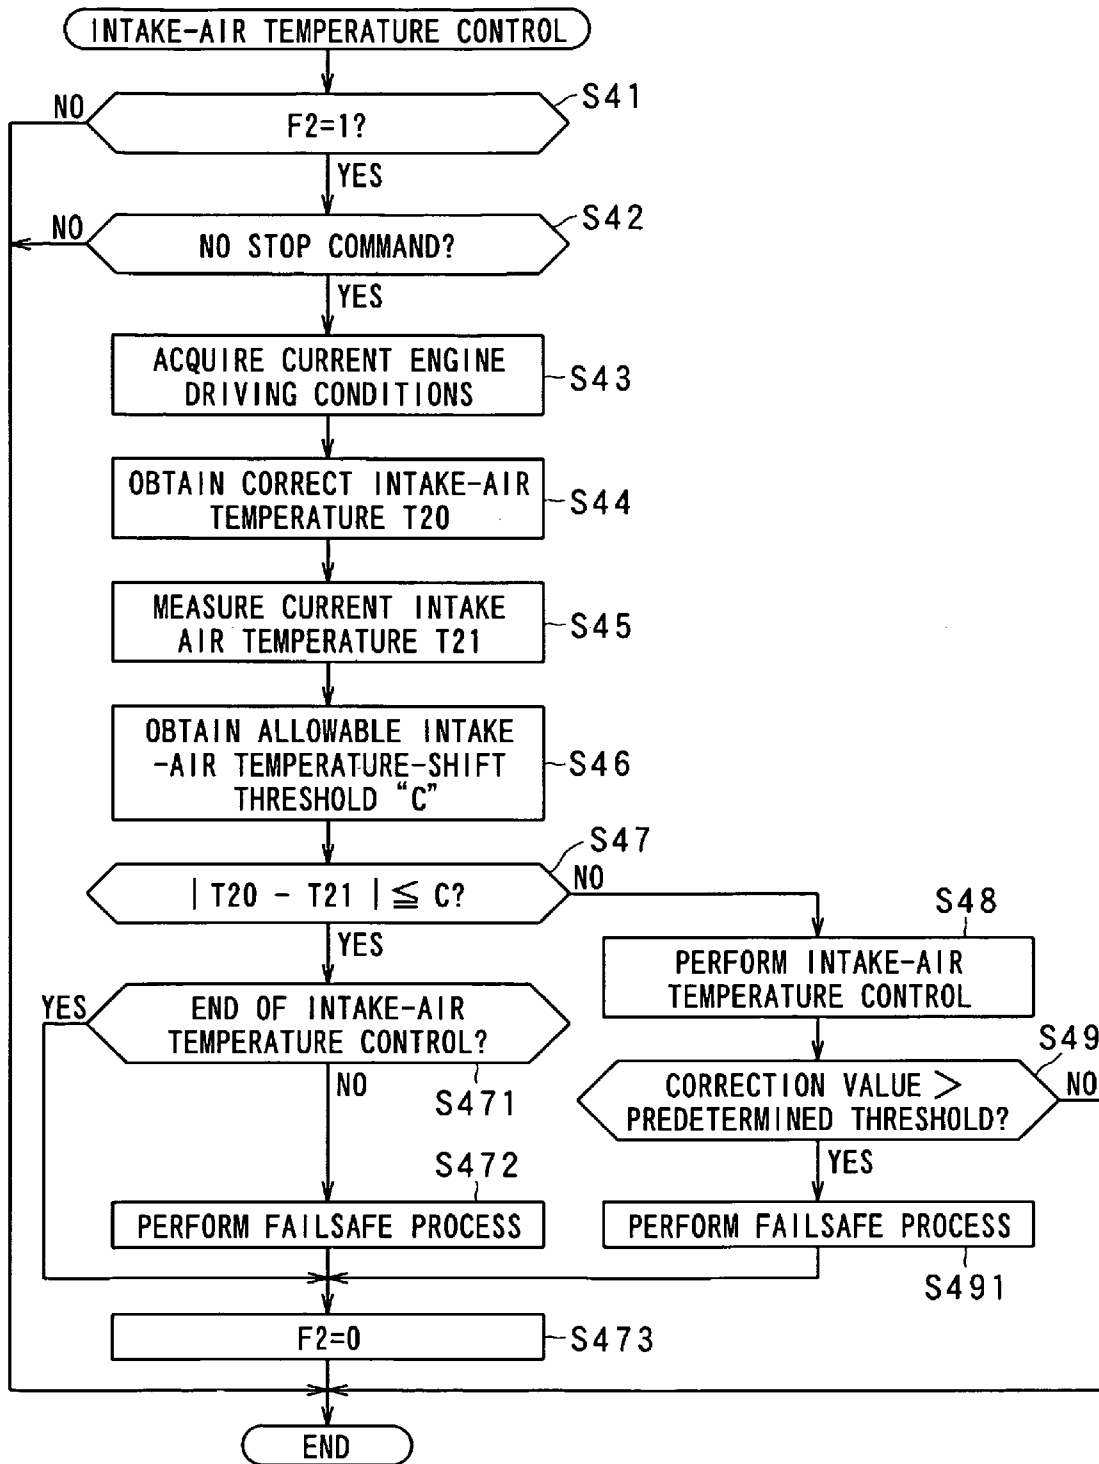 INTAKE-AIR TEMPERATURE CONTROL
S41
NO
F2=1?
YES
S42
NO
NO STOP COMMAND?
YES
ACQUIRE CURRENT ENGINE
DRIVING CONDITIONS
S43
OBTAIN CORRECT INTAKE-AIR
TEMPERATURE T20
S44
MEASURE CURRENT INTAKE
AIR TEMPERATURE T21
S45
OBTAIN ALLOWABLE INTAKE
-AIR TEMPERATURE-SHIFT
THRESHOLD "C"
S46
S47
| T20 - T21 | ≦ C?
NO
YES
S48
PERFORM INTAKE-AIR
TEMPERATURE CONTROL
YES
END OF INTAKE-AIR
TEMPERATURE CONTROL?
S471
NO
S49
CORRECTION VALUE >
PREDETERMINED THRESHOLD?
NO
YES
S472
PERFORM FAILSAFE PROCESS
PERFORM FAILSAFE PROCESS
S491
F2=0
S473
END